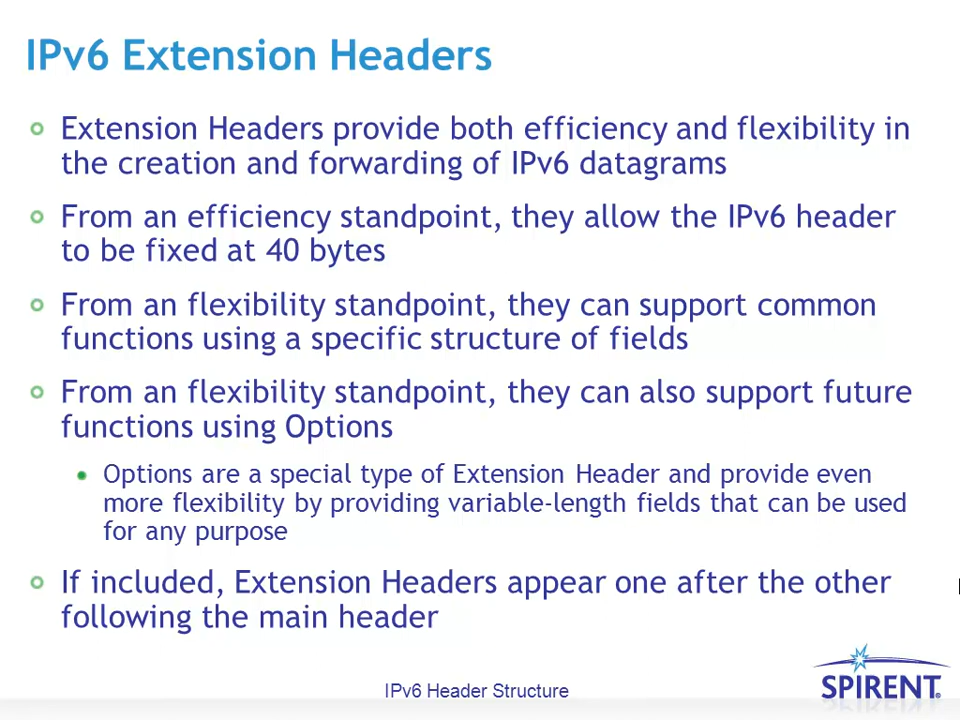 IPv6 Extension Headers
Extension Headers provide both efficiency and flexibility in
the creation and forwarding of IPv6 datagrams
From an efficiency standpoint, they allow the IPv6 header
to be fixed at 40 bytes
From an flexibility standpoint, they can support common
functions using a specific structure of fields
From an flexibility standpoint, they can also support future
functions using Options
Options are a special type of Extension Header and provide even
more flexibility by providing variable-length fields that can be used
for any purpose
If included, Extension Headers appear one after the other
following the main header
IPv6 Header Structure
SPIRENT®